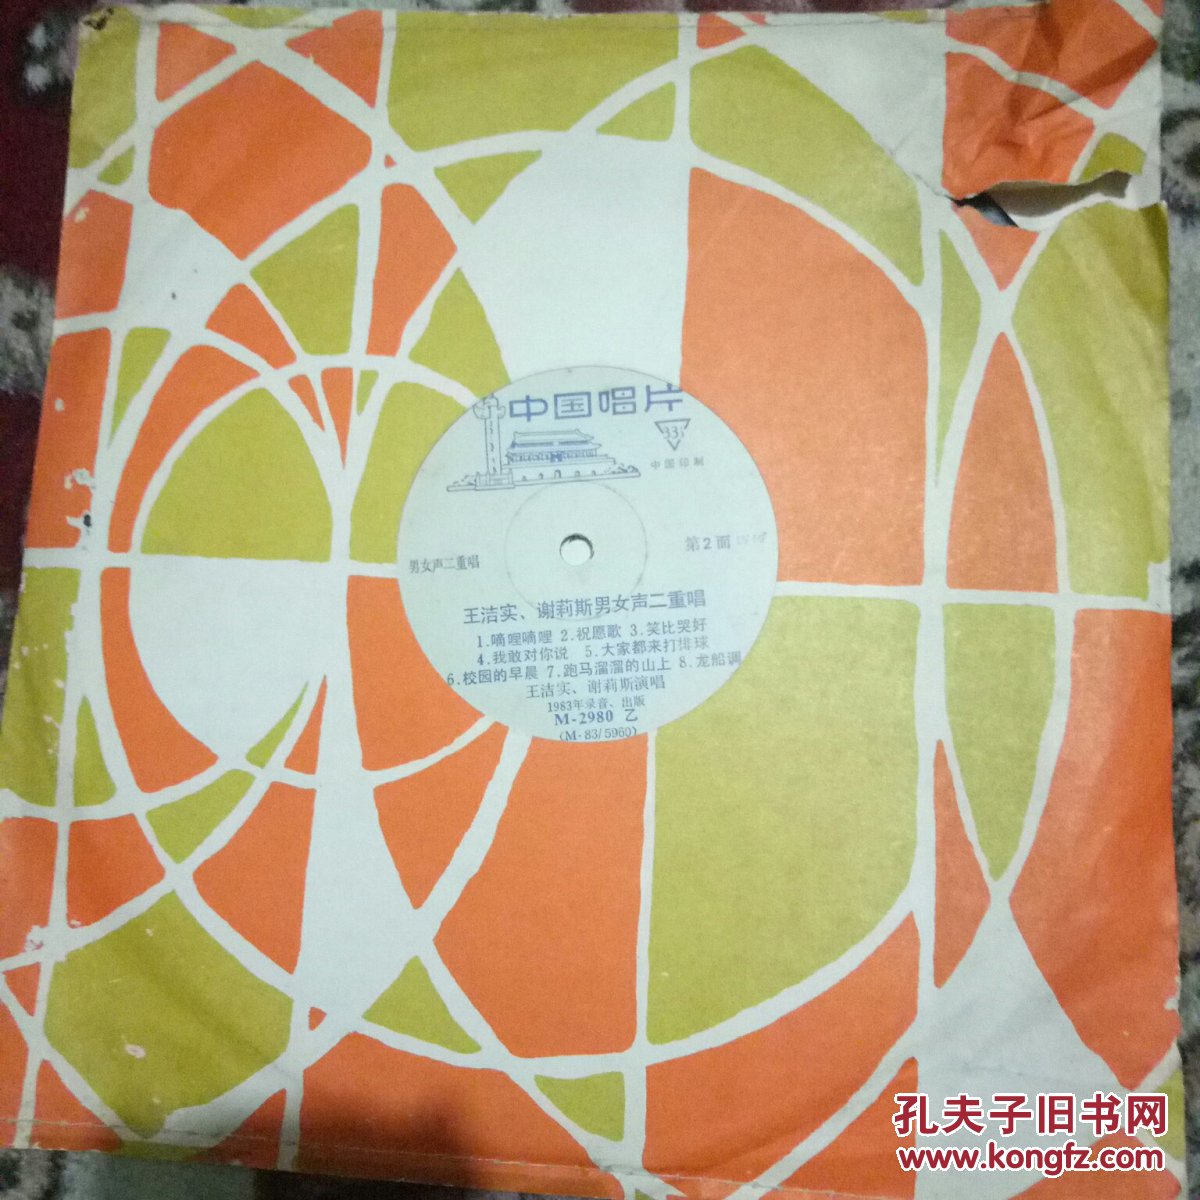 中国唱片
33⅓
中国印制
男女声二重唱
第2面
王洁实、谢莉斯男女声二重唱
1.嘀哩嘀哩 2.祝愿歌 3.笑比哭好
4.我敢对你说 5.大家都来打排球
6.校园的早晨 7.跑马溜溜的山上 8.龙船调
王洁实、谢莉斯演唱
1983年录音、出版
M-2980 乙
(M-83/5960)
孔夫子旧书网
www.kongfz.com